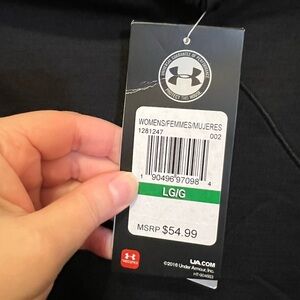 WOMENS/FEMMES/MUJERES
1281247 002
1 90496 97098 4
LG/G
MSRP $54.99
UA.COM
©2016 Under Armour, Inc.